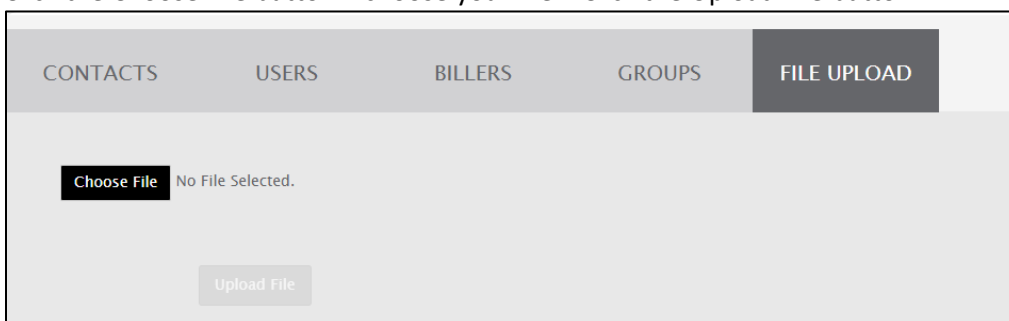 CONTACTS USERS BILLERS GROUPS FILE UPLOAD
Choose File No File Selected.
Upload File